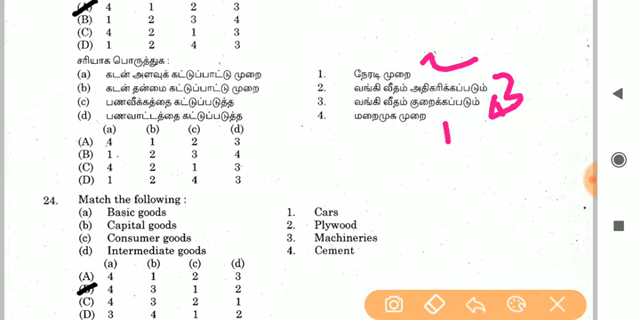 (A) 4 1 2 3
(B) 1 2 3 4
(C) 4 2 1 3
(D) 1 2 4 3
சரியாக பொருத்துக :
(a) கடன் அளவுக் கட்டுப்பாட்டு முறை 1. நேரடி முறை
(b) கடன் தன்மை கட்டுப்பாட்டு முறை 2. வங்கி வீதம் அதிகரிக்கப்படும்
(c) பணவீக்கத்தை கட்டுப்படுத்த 3. வங்கி வீதம் குறைக்கப்படும்
(d) பணவாட்டத்தை கட்டுப்படுத்த 4. மறைமுக முறை
(a) (b) (c) (d)
(A) 4 1 2 3
(B) 1 2 3 4
(C) 4 2 1 3
(D) 1 2 4 3
24. Match the following :
(a) Basic goods 1. Cars
(b) Capital goods 2. Plywood
(c) Consumer goods 3. Machineries
(d) Intermediate goods 4. Cement
(a) (b) (c) (d)
(A) 4 1 2 3
4 3 1 2
(C) 4 3 2 1
(D) 3 4 1 2